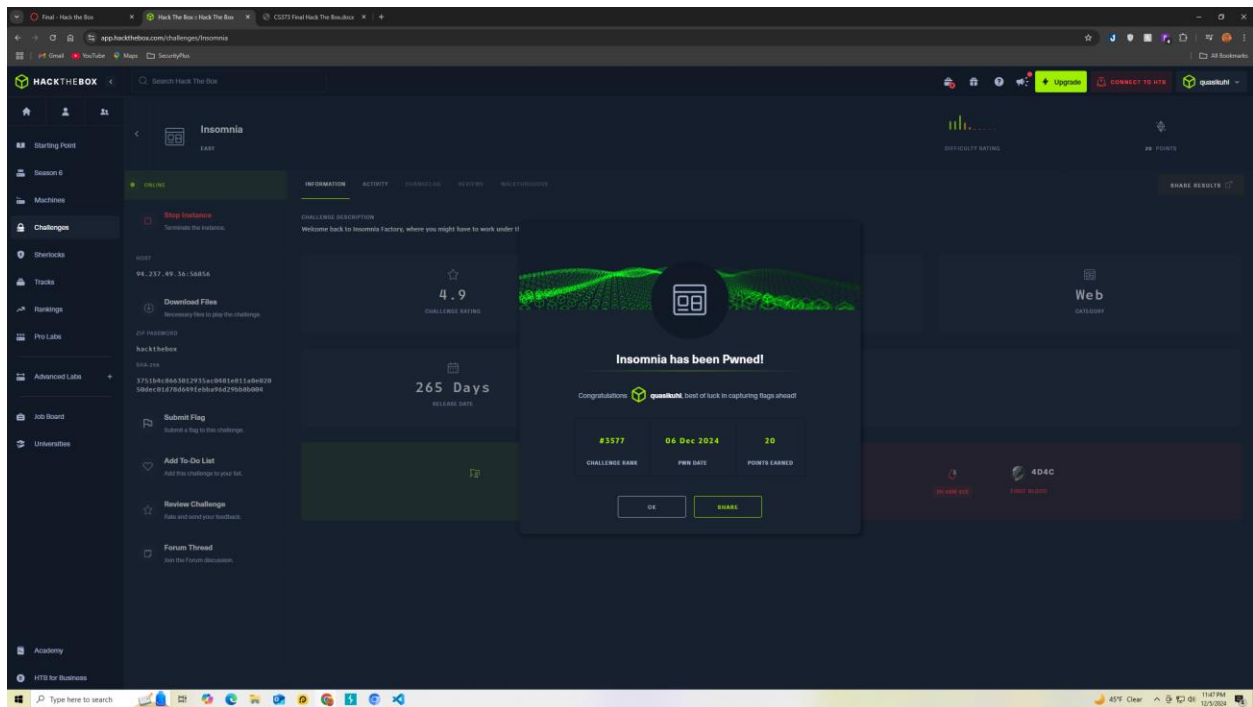 Final - Hack the Box
Hack The Box :: Hack The Box
CS373 Final Hack The Box.docx
app.hackthebox.com/challenges/Insomnia
Gmail
YouTube
Maps
SecurityPlus
All Bookmarks
HACKTHEBOX
Search Hack The Box
Upgrade
CONNECT TO HTB
quasikuhl
Starting Point
Season 6
Machines
Challenges
Sherlocks
Tracks
Rankings
Pro Labs
Advanced Labs
Job Board
Universities
Academy
HTB for Business
Insomnia
EASY
DIFFICULTY RATING
20 POINTS
ONLINE
INFORMATION
ACTIVITY
CHANGELOG
REVIEWS
WALKTHROUGHS
SHARE RESULTS
Stop Instance
Terminate the instance.
HOST
94.237.49.36:56856
Download Files
Necessary files to play the challenge.
ZIP PASSWORD
hackthebox
SHA-256
Submit Flag
Submit a flag to this challenge.
Add To-Do List
Add this challenge to your list.
Review Challenge
Rate and send your feedback.
Forum Thread
Join the Forum discussion.
CHALLENGE DESCRIPTION
Welcome back to Insomnia Factory, where you might have to work under t
4.9
CHALLENGE RATING
Web
CATEGORY
265 Days
RELEASE DATE
4D4C
FIRST BLOOD
Insomnia has been Pwned!
Congratulations quasikuhl, best of luck in capturing flags ahead!
#3577
06 Dec 2024
20
CHALLENGE RANK
PWN DATE
POINTS EARNED
OK
SHARE
Type here to search
45°F Clear
11:47 PM
12/5/2024